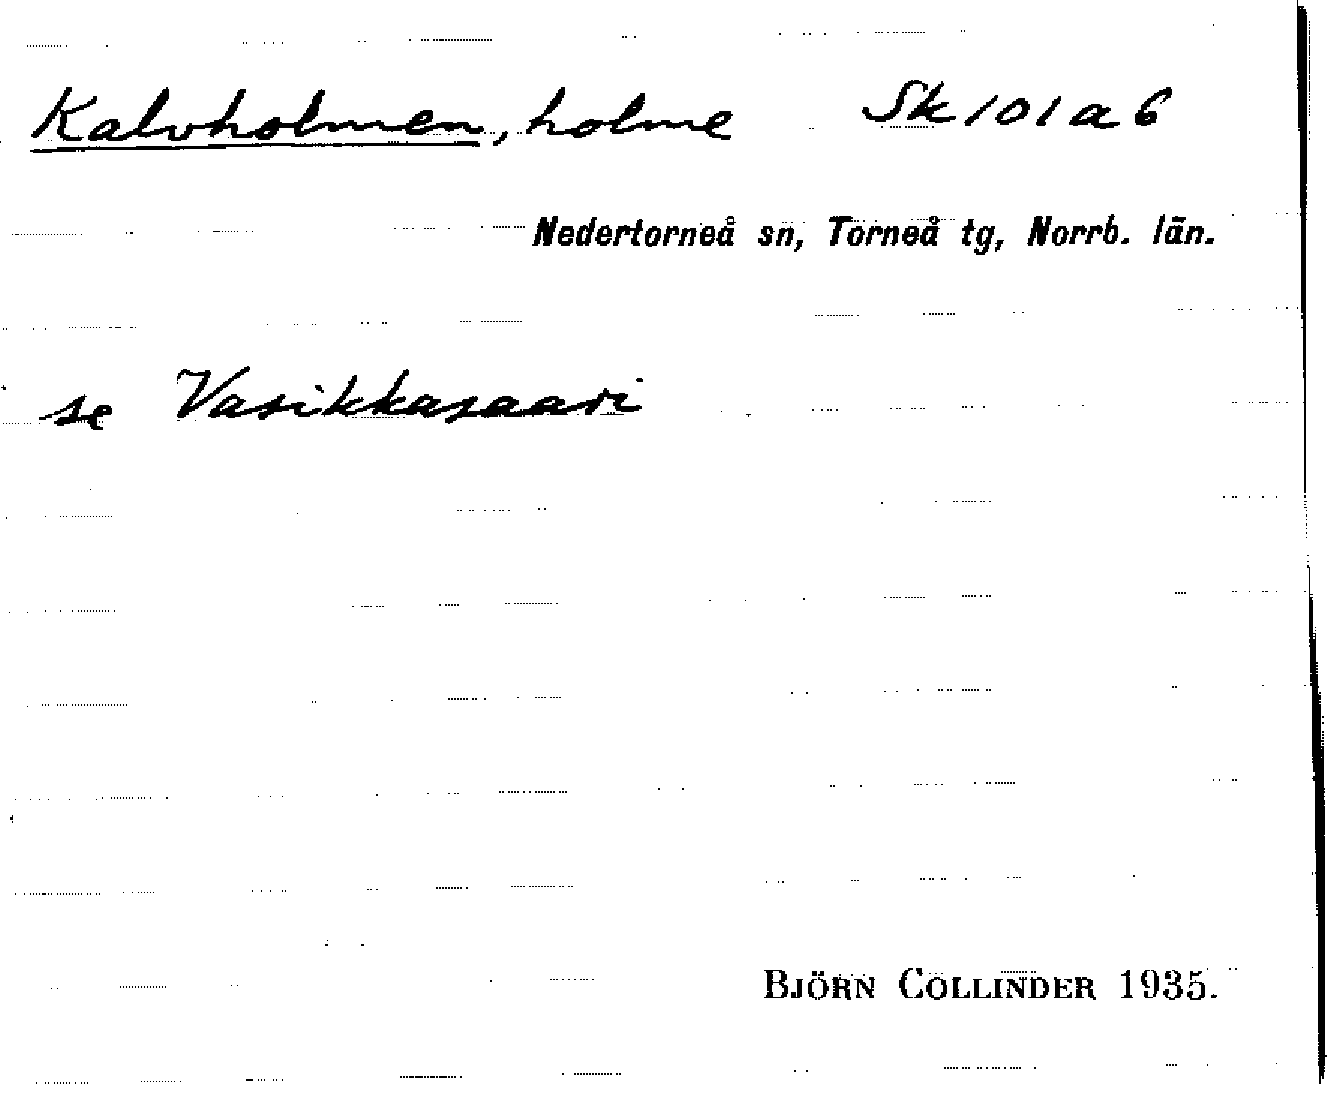 Kalvholmen, holme Sk 101 a 6
Nedertorneå sn, Torneå tg, Norrb. län.
se Vasikkasaari
BJÖRN COLLINDER 1935.